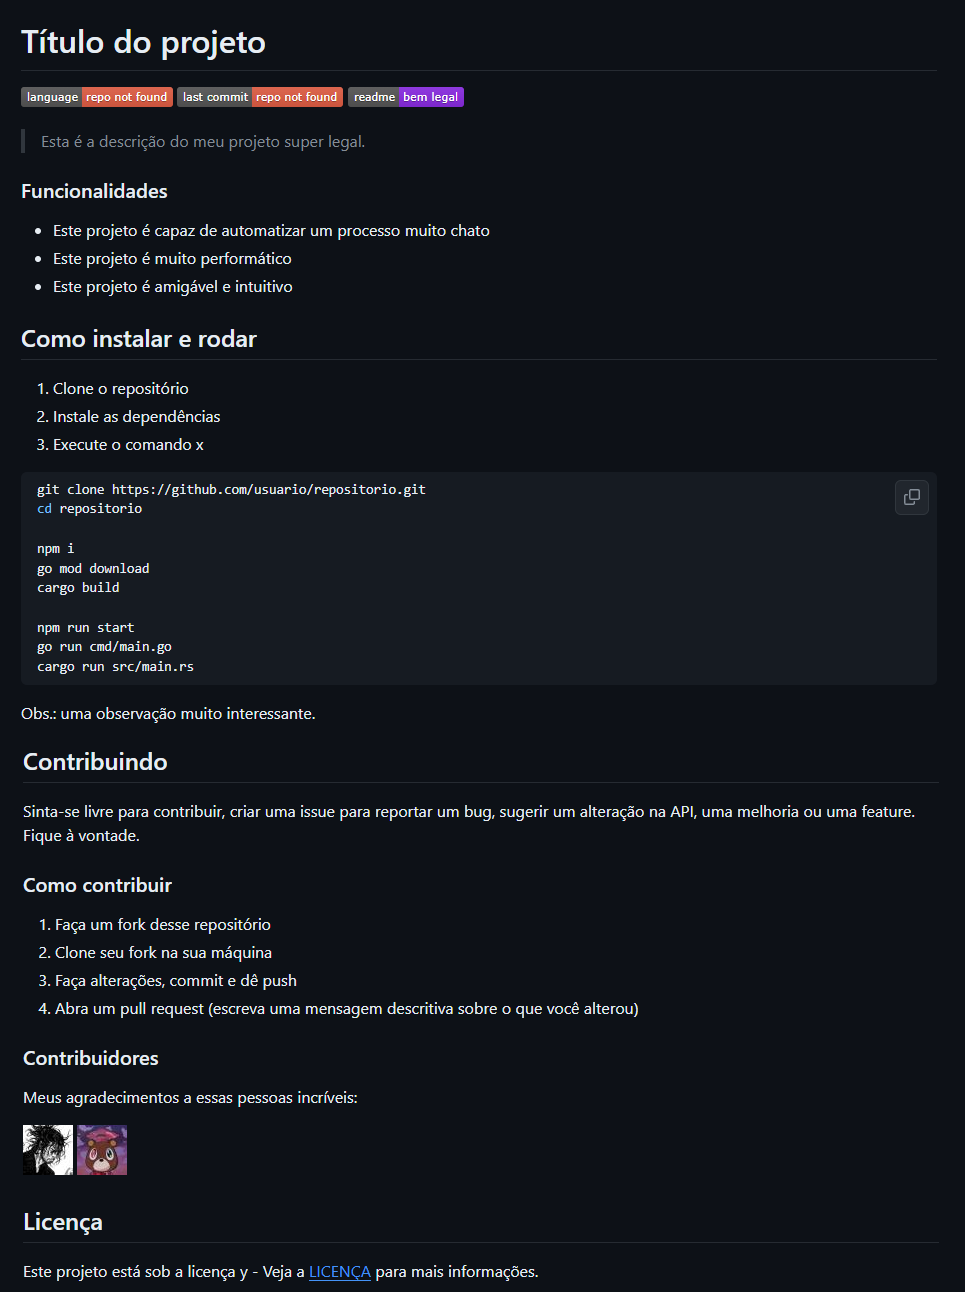 Título do projeto
language repo not found last commit repo not found readme bem legal
Esta é a descrição do meu projeto super legal.
Funcionalidades
Este projeto é capaz de automatizar um processo muito chato
Este projeto é muito performático
Este projeto é amigável e intuitivo
Como instalar e rodar
1. Clone o repositório
2. Instale as dependências
3. Execute o comando x
git clone https://github.com/usuario/repositorio.git
cd repositorio
npm i
go mod download
cargo build
npm run start
go run cmd/main.go
cargo run src/main.rs
Obs.: uma observação muito interessante.
Contribuindo
Sinta-se livre para contribuir, criar uma issue para reportar um bug, sugerir um alteração na API, uma melhoria ou uma feature.
Fique à vontade.
Como contribuir
1. Faça um fork desse repositório
2. Clone seu fork na sua máquina
3. Faça alterações, commit e dê push
4. Abra um pull request (escreva uma mensagem descritiva sobre o que você alterou)
Contribuidores
Meus agradecimentos a essas pessoas incríveis:
Licença
Este projeto está sob a licença y - Veja a LICENÇA para mais informações.